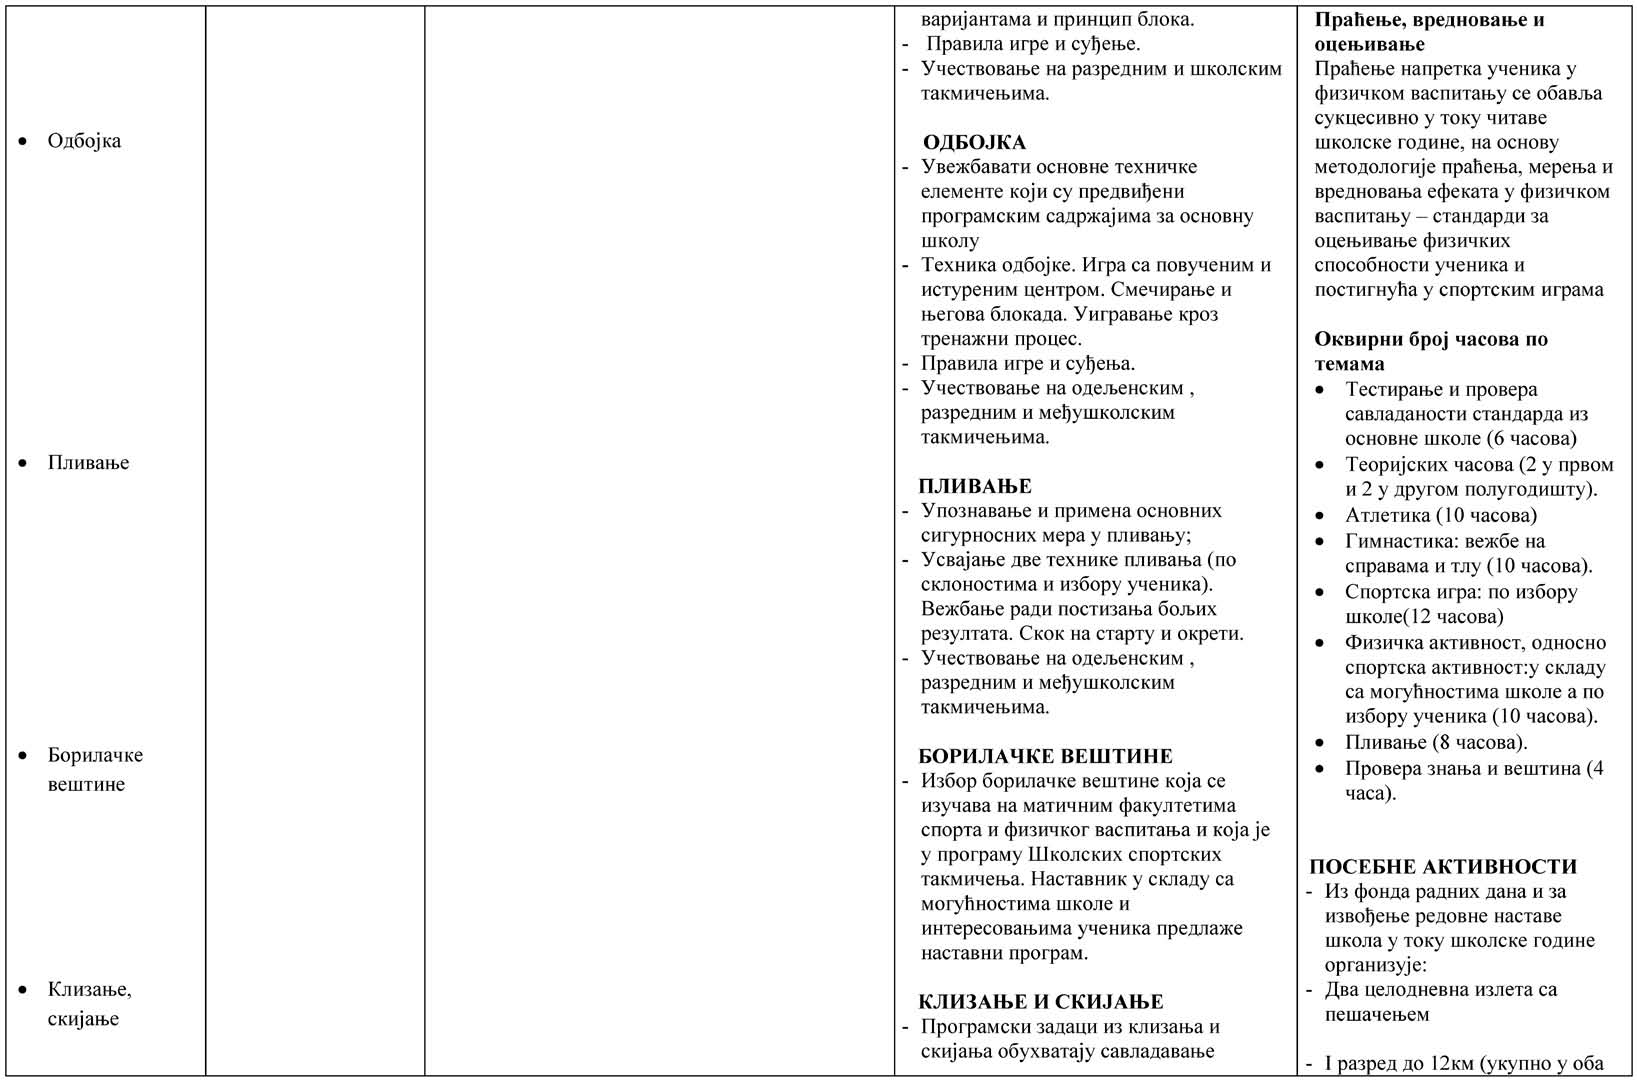 Одбојка
Пливање
Борилачке
вештине
Клизање,
скијање
варијантама и принцип блока.
- Правила игре и суђење.
- Учествовање на разредним и школским
такмичењима.
ОДБОЈКА
- Увежбавати основне техничке
елементе који су предвиђени
програмским садржајима за основну
школу
- Техника одбојке. Игра са повученим и
истуреним центром. Смечирање и
његова блокада. Уигравање кроз
тренажни процес.
- Правила игре и суђења.
- Учествовање на одељенским ,
разредним и међушколским
такмичењима.
ПЛИВАЊЕ
- Упознавање и примена основних
сигурносних мера у пливању;
- Усвајање две технике пливања (по
склоностима и избору ученика).
Вежбање ради постизања бољих
резултата. Скок на старту и окрети.
- Учествовање на одељенским ,
разредним и међушколским
такмичењима.
БОРИЛАЧКЕ ВЕШТИНЕ
- Избор борилачке вештине која се
изучава на матичним факултетима
спорта и физичког васпитања и која је
у програму Школских спортских
такмичења. Наставник у складу са
могућностима школе и
интересовањима ученика предлаже
наставни програм.
КЛИЗАЊЕ И СКИЈАЊЕ
- Програмски задаци из клизања и
скијања обухватају савладавање
Праћење, вредновање и
оцењивање
Праћење напретка ученика у
физичком васпитању се обавља
сукцесивно у току читаве
школске године, на основу
методологије праћења, мерења и
вредновања ефеката у физичком
васпитању – стандарди за
оцењивање физичких
способности ученика и
постигнућа у спортским играма
Оквирни број часова по
темама
Тестирање и провера
савладаности стандарда из
основне школе (6 часова)
Теоријских часова (2 у првом
и 2 у другом полугодишту).
Атлетика (10 часова)
Гимнастика: вежбе на
справама и тлу (10 часова).
Спортска игра: по избору
школе(12 часова)
Физичка активност, односно
спортска активност:у складу
са могућностима школе а по
избору ученика (10 часова).
Пливање (8 часова).
Провера знања и вештина (4
часа).
ПОСЕБНЕ АКТИВНОСТИ
- Из фонда радних дана и за
извођење редовне наставе
школа у току школске године
организује:
- Два целодневна излета са
пешачењем
- I разред до 12км (укупно у оба